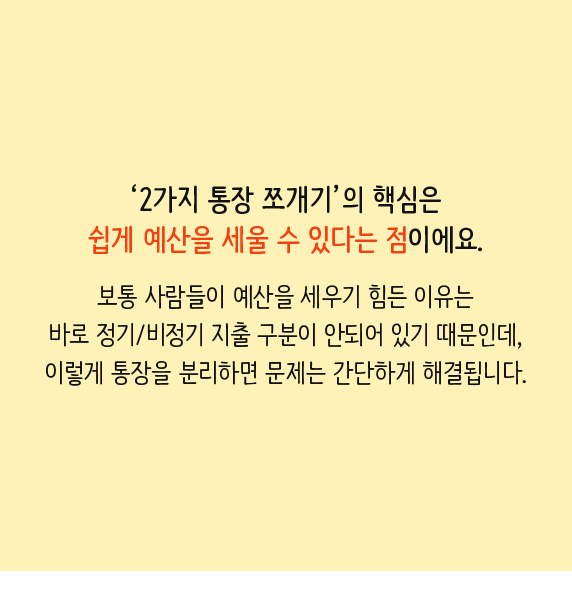 ‘2가지 통장 쪼개기’의 핵심은
쉽게 예산을 세울 수 있다는 점이에요.
보통 사람들이 예산을 세우기 힘든 이유는
바로 정기/비정기 지출 구분이 안되어 있기 때문인데,
이렇게 통장을 분리하면 문제는 간단하게 해결됩니다.